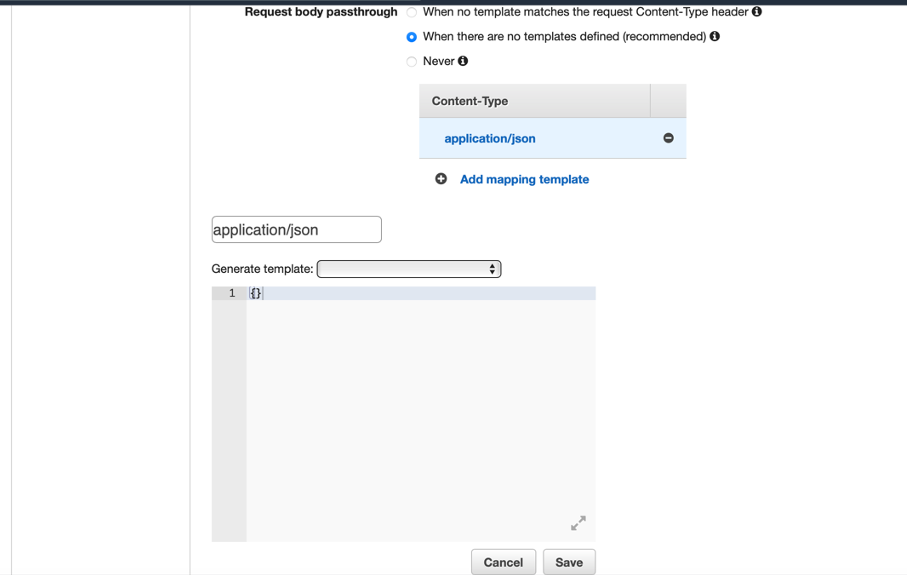 Request body passthrough When no template matches the request Content-Type header
When there are no templates defined (recommended)
Never
Content-Type
application/json
Add mapping template
application/json
Generate template:
1 {}
Cancel Save